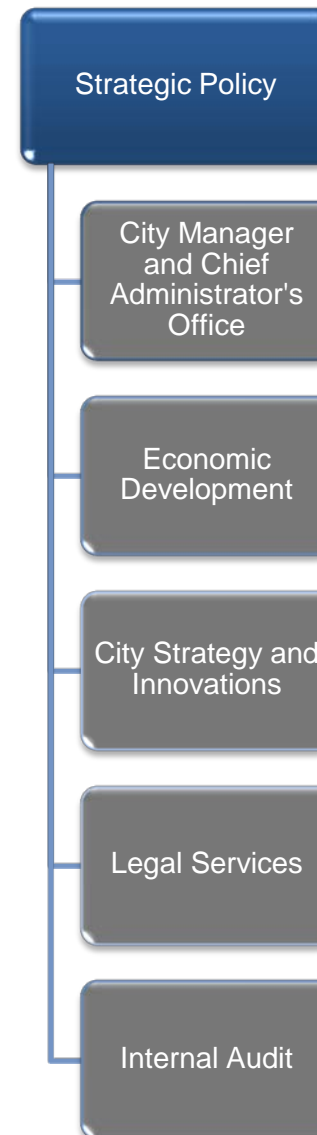 Strategic Policy
City Manager
and Chief
Administrator's
Office
Economic
Development
City Strategy and
Innovations
Legal Services
Internal Audit